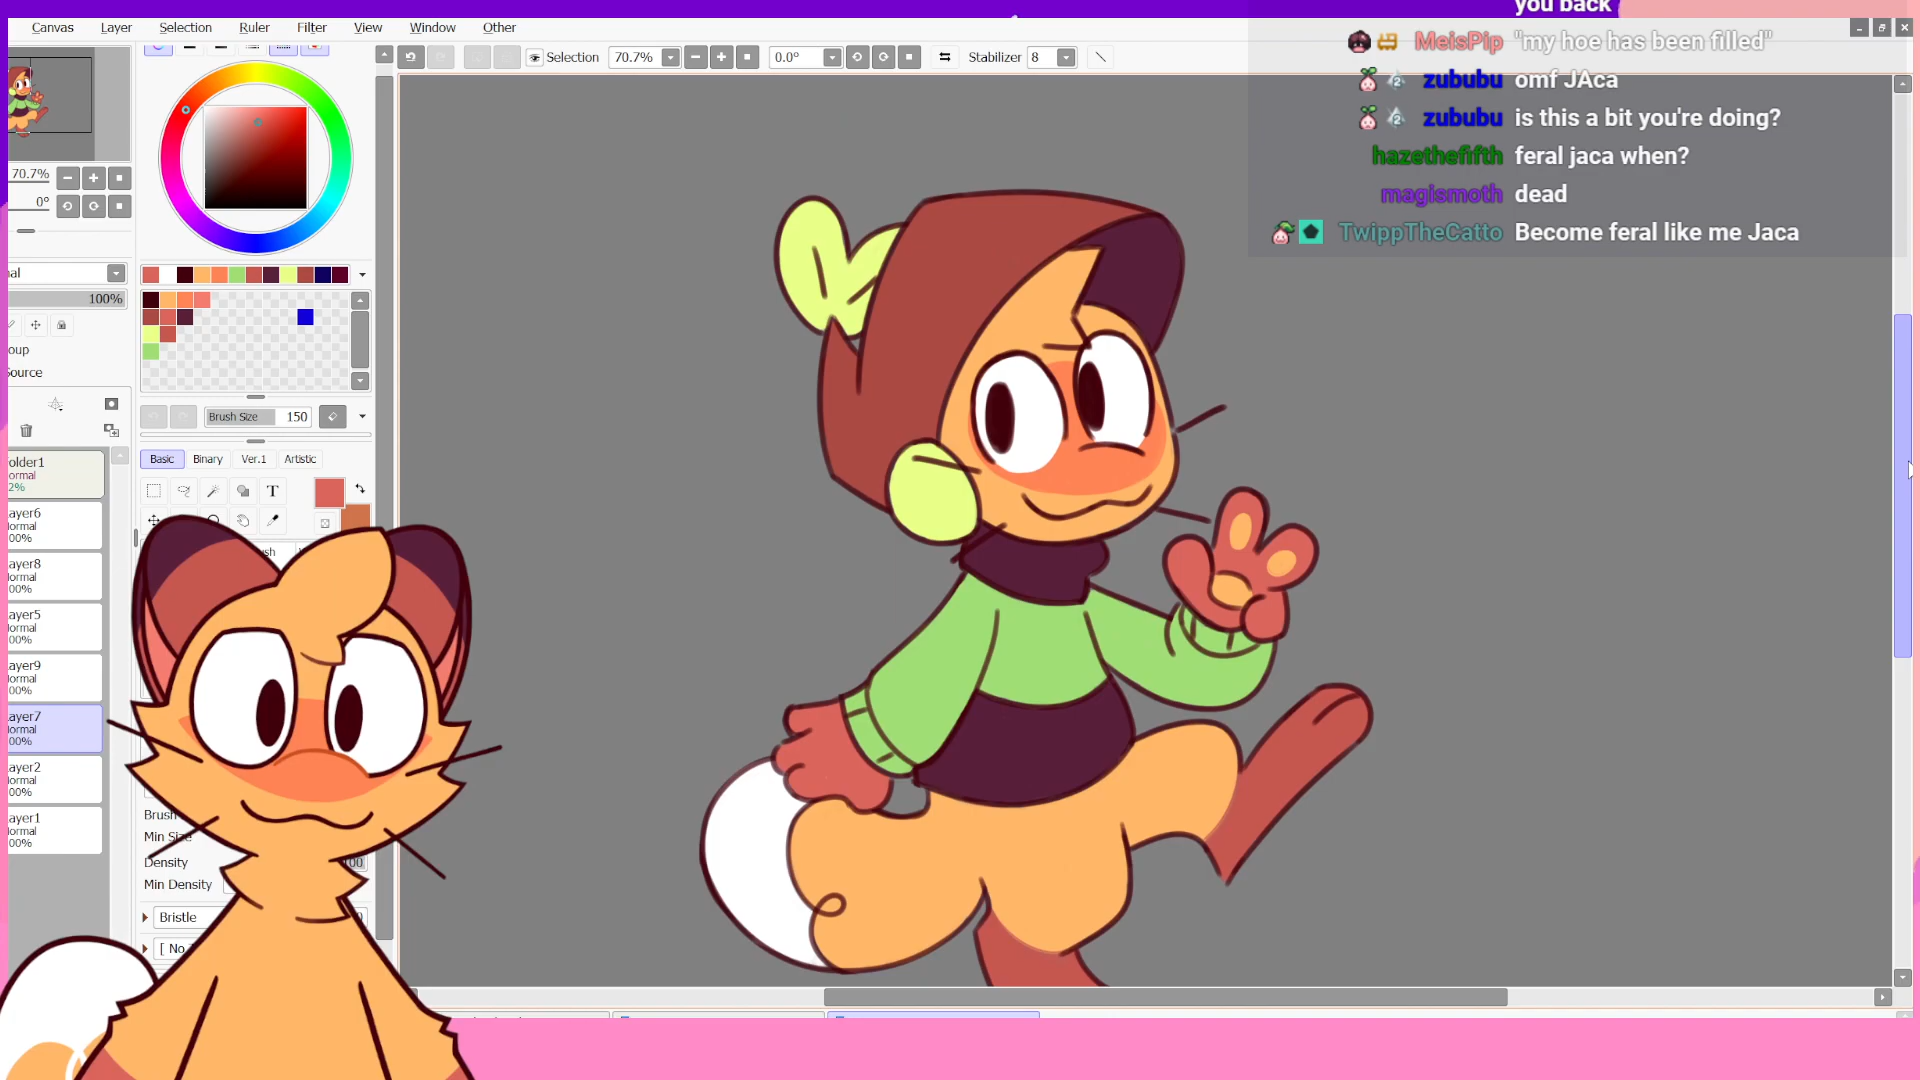 you back
Canvas Layer Selection Ruler Filter View Window Other
MeisPip "my hoe has been filled"
Selection 70.7% 0.0° Stabilizer 8
zububu omf JAca
zububu is this a bit you're doing?
hazethefifth feral jaca when?
70.7%
magismoth dead
0°
TwippTheCatto Become feral like me Jaca
100%
Brush Size 150
Basic Binary Ver.1 Artistic
T
Brush
Min Size
Density
Min Density
Bristle